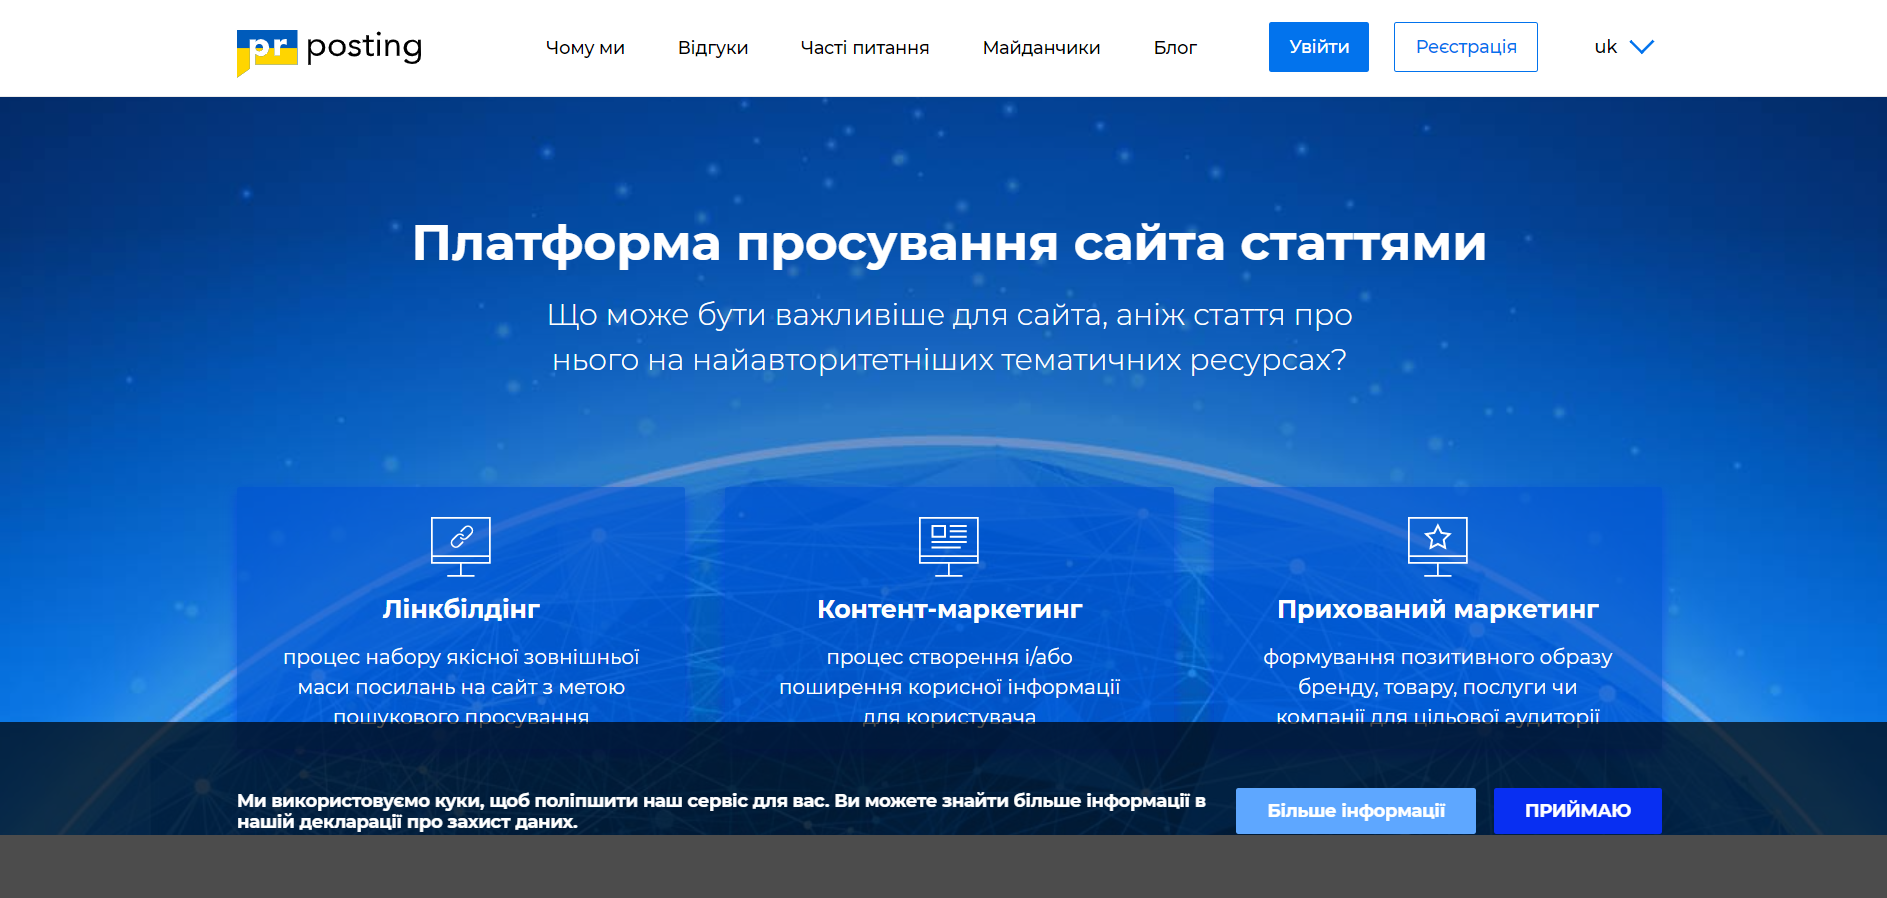 pr posting
Чому ми
Відгуки
Часті питання
Майданчики
Блог
Увійти
Реєстрація
uk
Платформа просування сайта статтями
Що може бути важливіше для сайта, аніж стаття про
нього на найавторитетніших тематичних ресурсах?
Лінкбілдінг
процес набору якісної зовнішньої
маси посилань на сайт з метою
пошукового просування
Контент-маркетинг
процес створення і/або
поширення корисної інформації
для користувача
Прихований маркетинг
формування позитивного образу
бренду, товару, послуги чи
компанії для цільової аудиторії
Ми використовуємо куки, щоб поліпшити наш сервіс для вас. Ви можете знайти більше інформації в
нашій декларації про захист даних.
Більше інформації
ПРИЙМАЮ